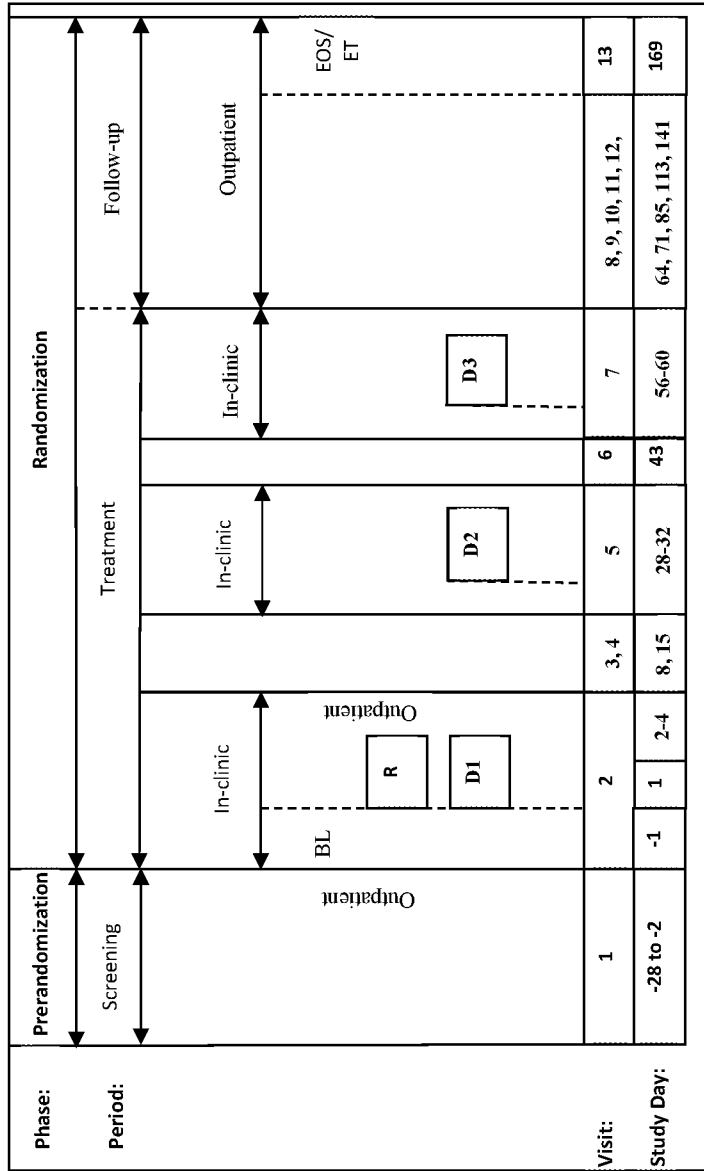 Phase:
Prerandomization
Randomization
Period:
Screening
Treatment
Follow-up
Outpatient
In-clinic
Outpatient
In-clinic
In-clinic
Outpatient
BL
EOS/
ET
R
D1
D2
D3
Visit:
1
2
3, 4
5
6
7
8, 9, 10, 11, 12,
13
Study Day:
-28 to -2
-1
1
2-4
8, 15
28-32
43
56-60
64, 71, 85, 113, 141
169